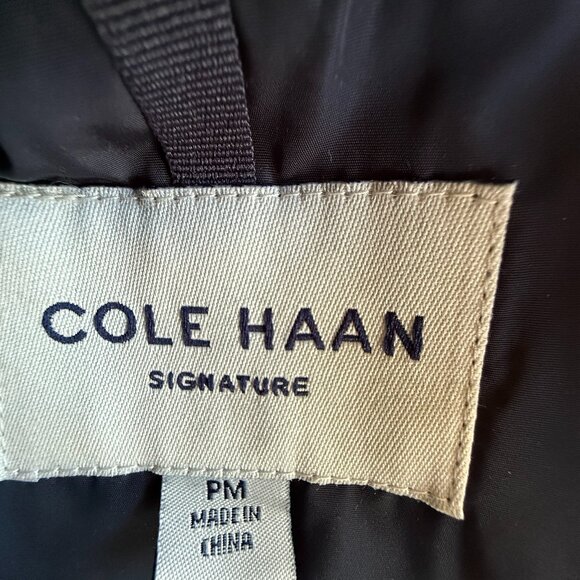 COLE HAAN
SIGNATURE
PM
MADE IN
CHINA